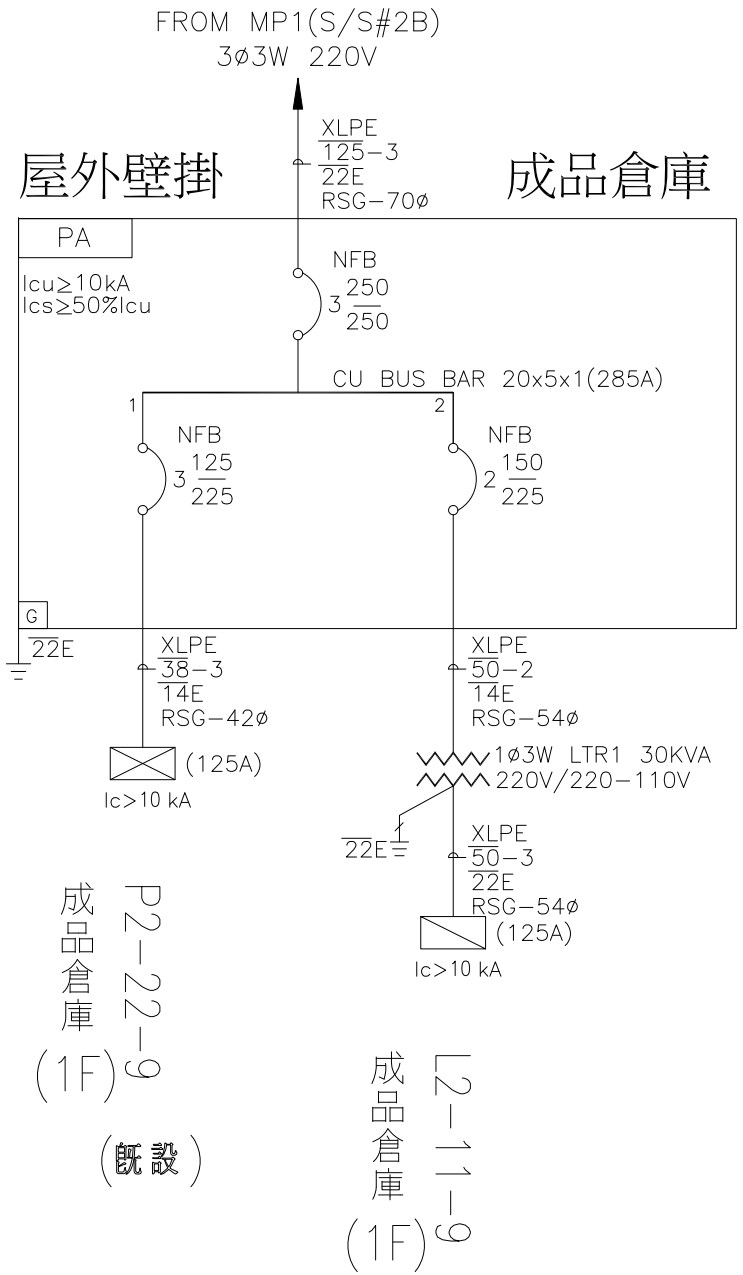 FROM MP1(S/S#2B)
3ø3W 220V
XLPE
125-3
22E
RSG-70ø
屋外壁掛
成品倉庫
PA
Icu≥10kA
Ics≥50%Icu
NFB
3 250
250
CU BUS BAR 20x5x1(285A)
1
2
NFB
3 125
225
NFB
2 150
225
G
22E
XLPE
38-3
14E
RSG-42ø
(125A)
Ic>10 kA
XLPE
50-2
14E
RSG-54ø
1ø3W LTR1 30KVA
220V/220-110V
22E
XLPE
50-3
22E
RSG-54ø
(125A)
Ic>10 kA
P2-22-9
成品倉庫
(1F)
(既設)
L2-11-9
成品倉庫
(1F)